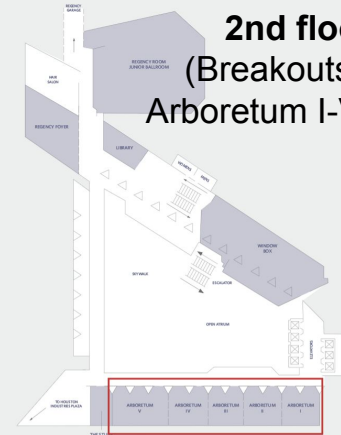 2nd floo
(Breakouts
Arboretum I-V
REGENCY
GARAGE
REGENCY ROOM
JUNIOR BALLROOM
HAIR
SALON
REGENCY FOYER
LIBRARY
WOMEN
MEN
WINDOW
BOX
SKYWALK
ESCALATOR
OPEN ATRIUM
ELEVATORS
TO HOUSTON
INDUSTRIES PLAZA
ARBORETUM
V
ARBORETUM
IV
ARBORETUM
III
ARBORETUM
II
ARBORETUM
I